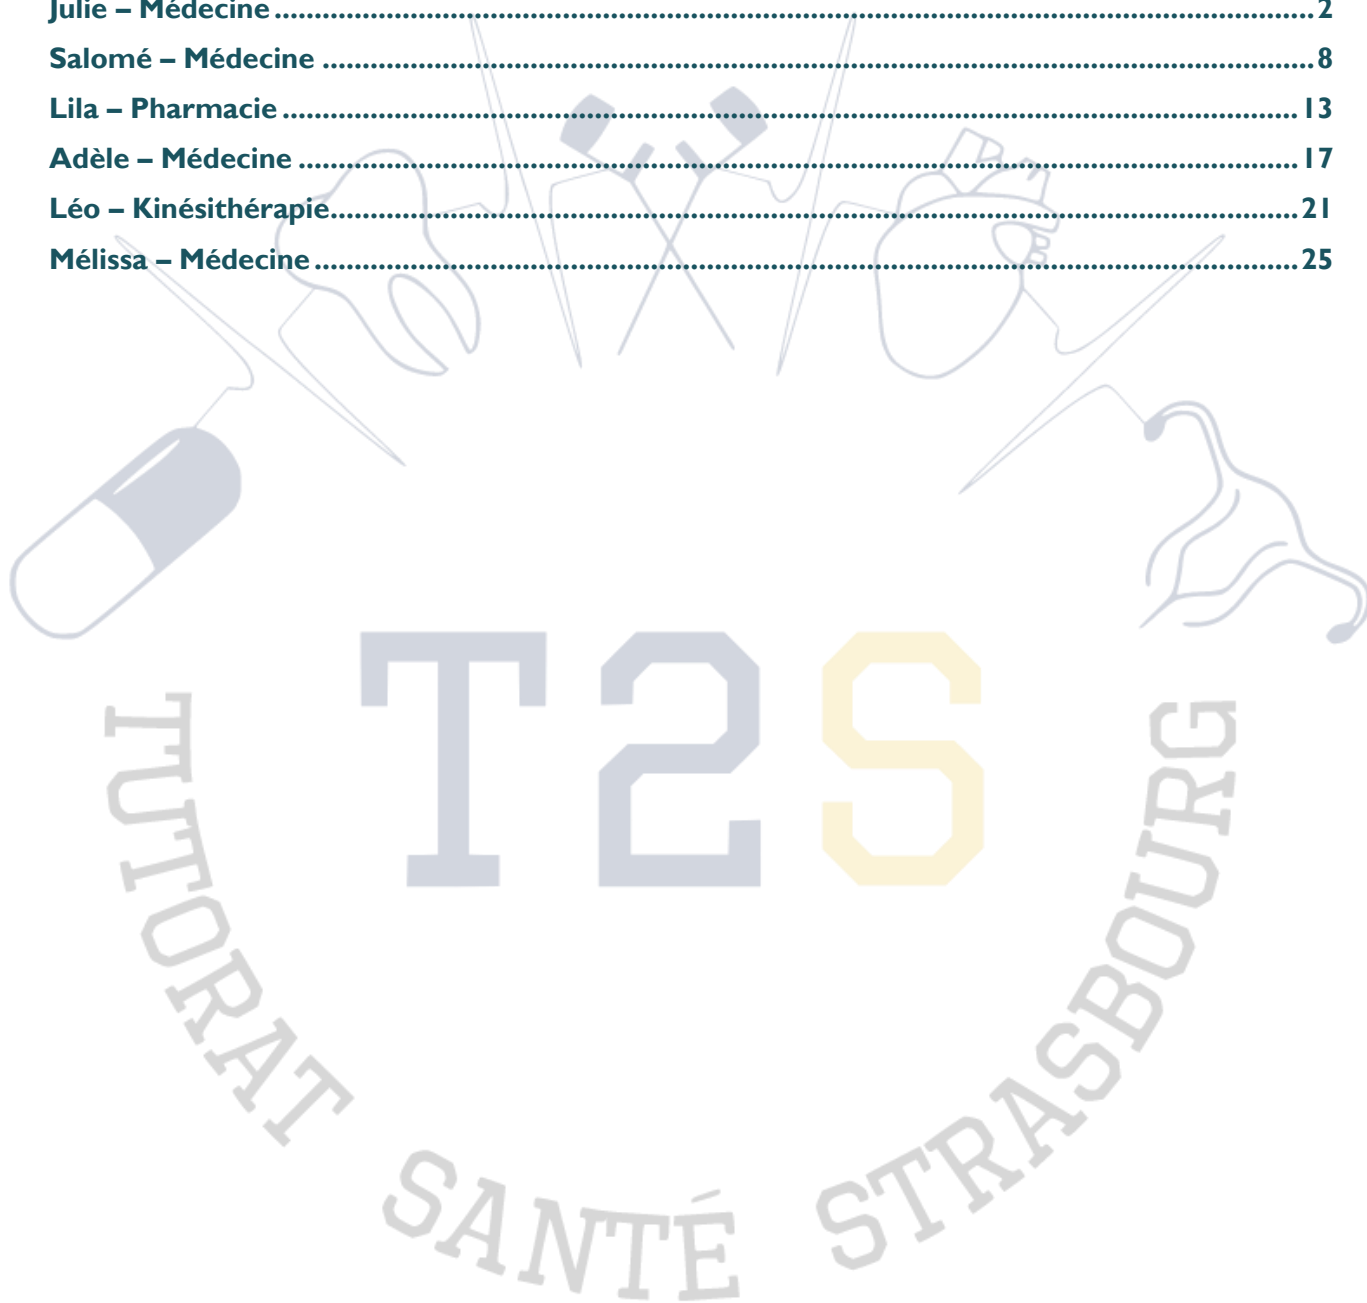 Julie – Médecine ........................................ 2
Salomé – Médecine ........................................ 8
Lila – Pharmacie ........................................ 13
Adèle – Médecine ........................................ 17
Léo – Kinésithérapie ........................................ 21
Mélissa – Médecine ........................................ 25
T2S
TUTORAT SANTÉ STRASBOURG